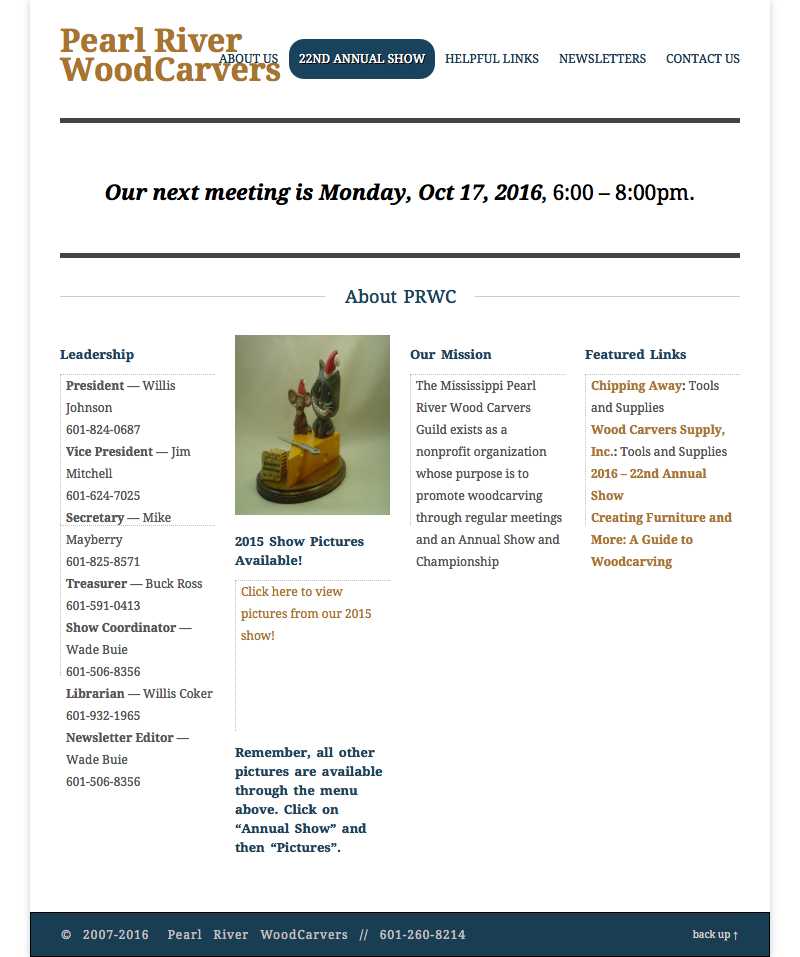 Pearl River
WoodCarvers
ABOUT US
22ND ANNUAL SHOW
HELPFUL LINKS
NEWSLETTERS
CONTACT US
Our next meeting is Monday, Oct 17, 2016, 6:00 – 8:00pm.
About PRWC
Leadership
President — Willis
Johnson
601-824-0687
Vice President — Jim
Mitchell
601-624-7025
Secretary — Mike
Mayberry
601-825-8571
Treasurer — Buck Ross
601-591-0413
Show Coordinator —
Wade Buie
601-506-8356
Librarian — Willis Coker
601-932-1965
Newsletter Editor —
Wade Buie
601-506-8356
2015 Show Pictures
Available!
Click here to view
pictures from our 2015
show!
Remember, all other
pictures are available
through the menu
above. Click on
“Annual Show” and
then “Pictures”.
Our Mission
The Mississippi Pearl
River Wood Carvers
Guild exists as a
nonprofit organization
whose purpose is to
promote woodcarving
through regular meetings
and an Annual Show and
Championship
Featured Links
Chipping Away: Tools
and Supplies
Wood Carvers Supply,
Inc.: Tools and Supplies
2016 – 22nd Annual
Show
Creating Furniture and
More: A Guide to
Woodcarving
© 2007-2016 Pearl River WoodCarvers // 601-260-8214
back up ↑